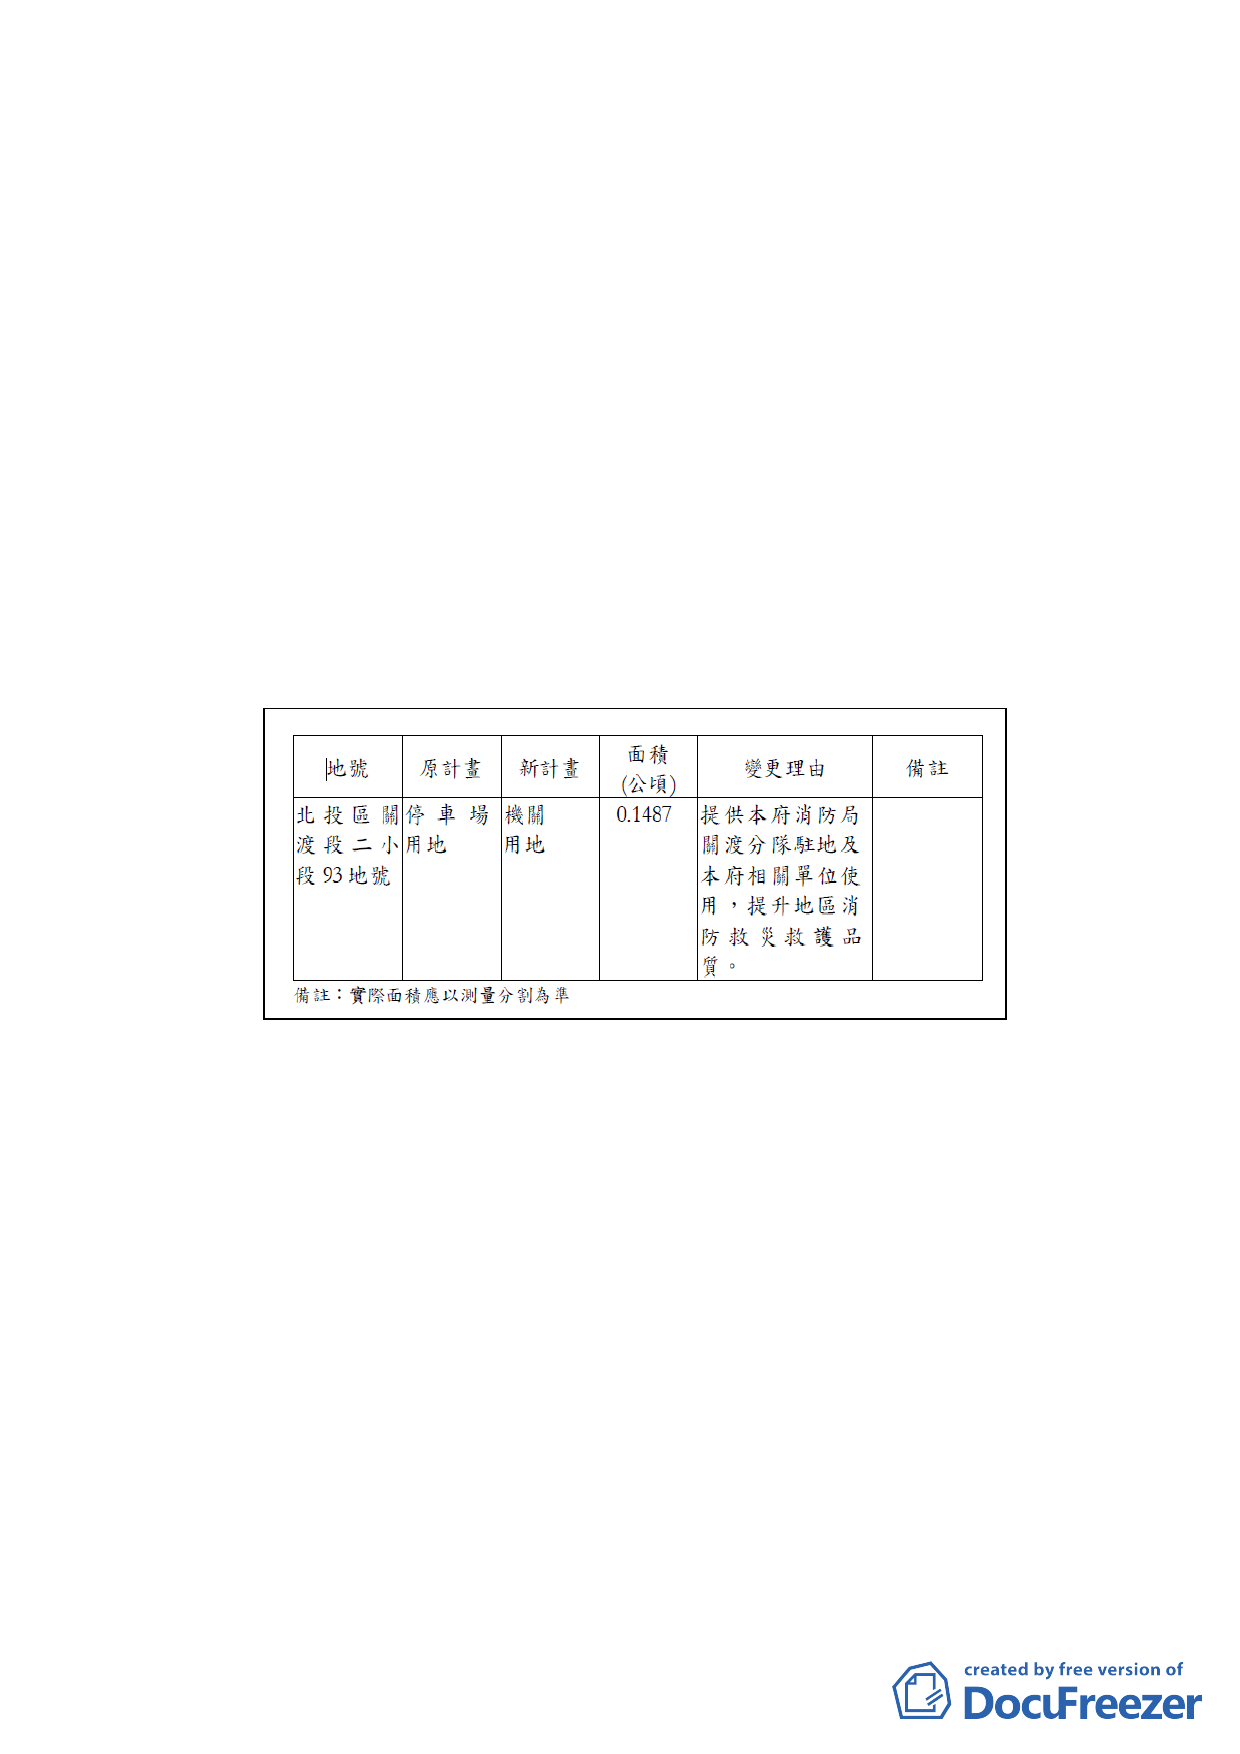 地號 原計畫 新計畫 面積 (公頃) 變更理由 備註
北投區關 停車場 機關 0.1487 提供本府消防局
渡段二小 用地 用地 關渡分隊駐地及
段 93 地號 本府相關單位使
用，提升地區消
防救災救護品
質。
備註：實際面積應以測量分割為準
created by free version of
DocuFreezer